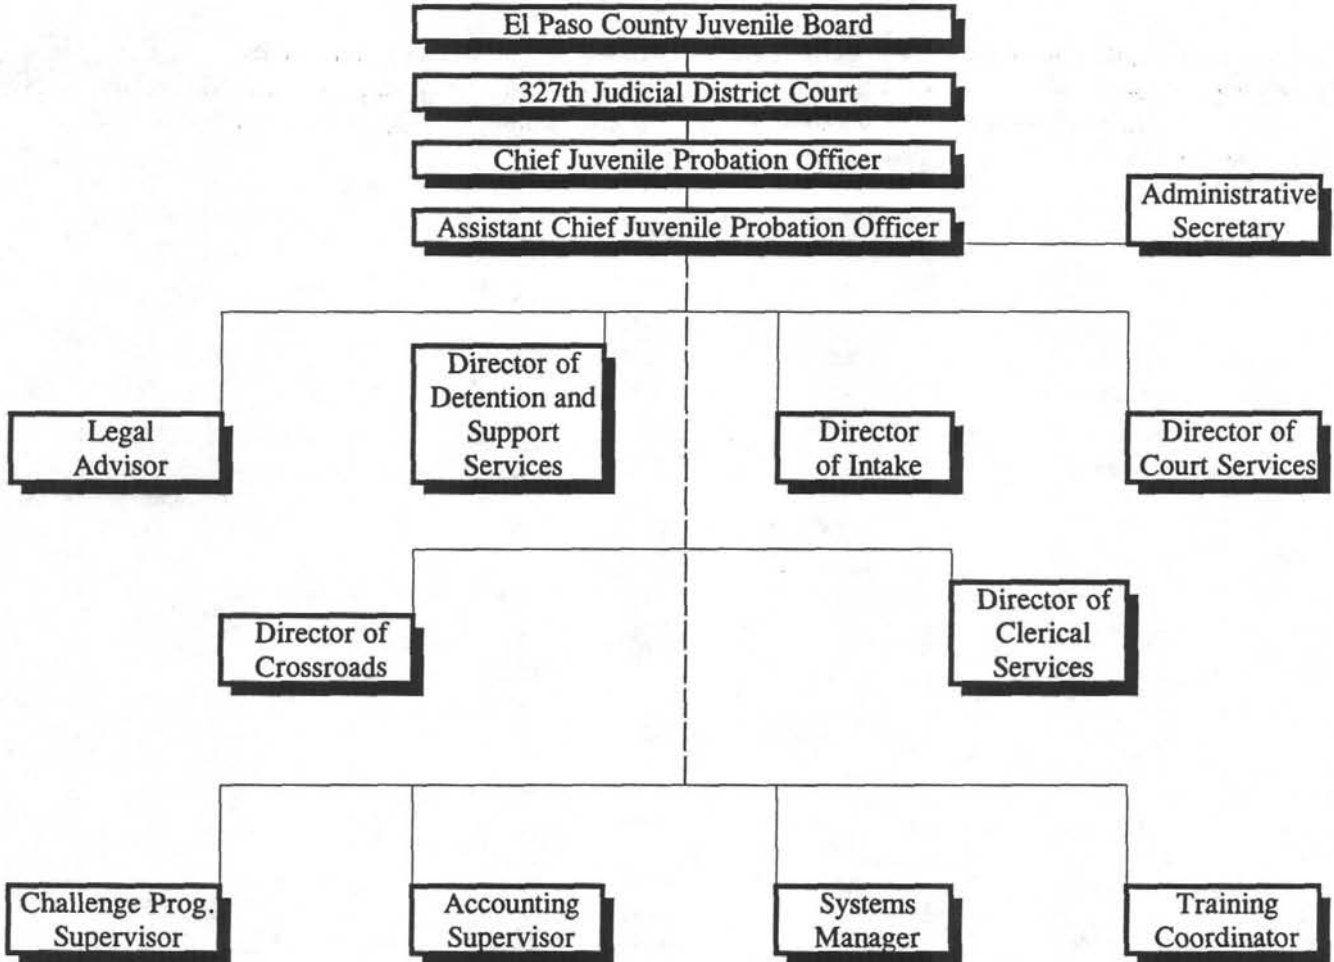 El Paso County Juvenile Board
327th Judicial District Court
Chief Juvenile Probation Officer
Assistant Chief Juvenile Probation Officer
Administrative
Secretary
Legal
Advisor
Director of
Detention and
Support
Services
Director
of Intake
Director of
Court Services
Director of
Crossroads
Director of
Clerical
Services
Challenge Prog.
Supervisor
Accounting
Supervisor
Systems
Manager
Training
Coordinator